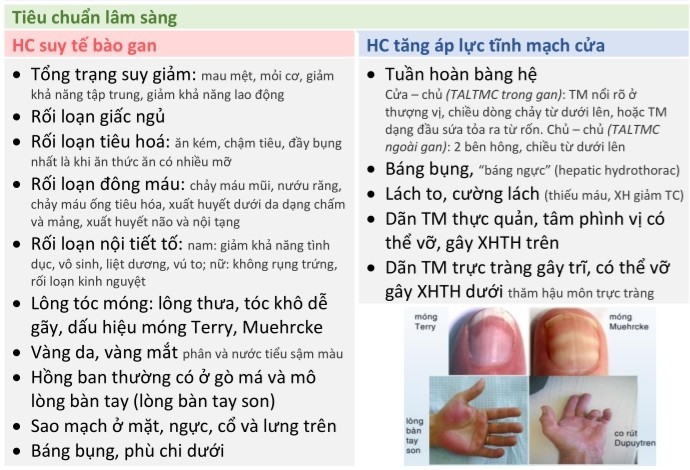 Tiêu chuẩn lâm sàng
HC suy tế bào gan
• Tổng trạng suy giảm: mau mệt, mỏi cơ, giảm
khả năng tập trung, giảm khả năng lao động
• Rối loạn giấc ngủ
• Rối loạn tiêu hoá: ăn kém, chậm tiêu, đầy bụng
nhất là khi ăn thức ăn có nhiều mỡ
• Rối loạn đông máu: chảy máu mũi, nướu răng,
chảy máu ống tiêu hóa, xuất huyết dưới da dạng chấm
và mảng, xuất huyết não và nội tạng
• Rối loạn nội tiết tố: nam: giảm khả năng tình
dục, vô sinh, liệt dương, vú to; nữ: không rụng trứng,
rối loạn kinh nguyệt
• Lông tóc móng: lông thưa, tóc khô dễ
gãy, dấu hiệu móng Terry, Muehrcke
• Vàng da, vàng mắt phân và nước tiểu sậm màu
• Hồng ban thường có ở gò má và mô
lòng bàn tay (lòng bàn tay son)
• Sao mạch ở mặt, ngực, cổ và lưng trên
• Báng bụng, phù chi dưới
HC tăng áp lực tĩnh mạch cửa
• Tuần hoàn bàng hệ
Cửa – chủ (TALTMC trong gan): TM nổi rõ ở
thượng vị, chiều dòng chảy từ dưới lên, hoặc TM
dạng đầu sứa tỏa ra từ rốn. Chủ – chủ (TALTMC
ngoài gan): 2 bên hông, chiều từ dưới lên
• Báng bụng, “báng ngực” (hepatic hydrothorac)
• Lách to, cường lách (thiếu máu, XH giảm TC)
• Dãn TM thực quản, tâm phình vị có
thể vỡ, gây XHTH trên
• Dãn TM trực tràng gây trĩ, có thể vỡ
gây XHTH dưới thăm hậu môn trực tràng
móng
Terry
móng
Muehrcke
lòng
bàn
tay
son
co rút
Dupuytren